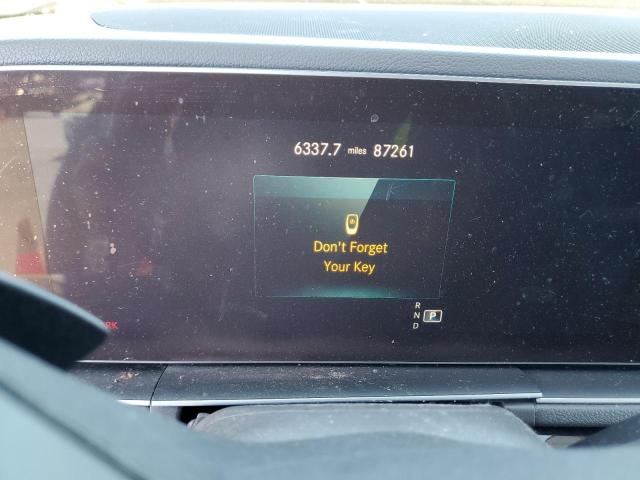 6337.7 miles 87261
Don't Forget
Your Key
R
N P
D